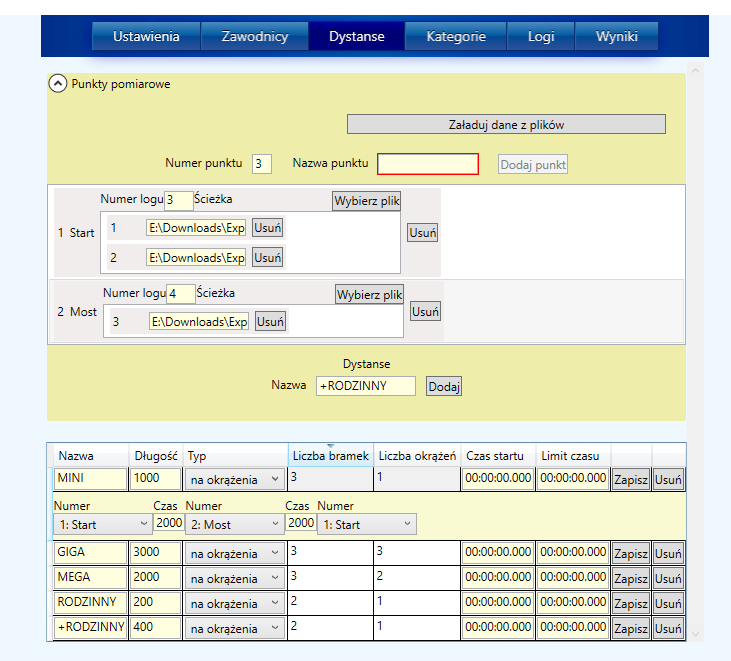 Ustawienia Zawodnicy Dystanse Kategorie Logi Wyniki
Punkty pomiarowe
Załaduj dane z plików
Numer punktu 3 Nazwa punktu Dodaj punkt
Numer logu 3 Ścieżka Wybierz plik
1 Start 1 E:\Downloads\Exp Usuń Usuń
2 E:\Downloads\Exp Usuń
Numer logu 4 Ścieżka Wybierz plik
2 Most 3 E:\Downloads\Exp Usuń Usuń
Dystanse
Nazwa +RODZINNY Dodaj
Nazwa Długość Typ Liczba bramek Liczba okrążeń Czas startu Limit czasu
MINI 1000 na okrążenia 3 1 00:00:00.000 00:00:00.000 Zapisz Usuń
Numer Czas Numer Czas Numer
1: Start 2000 2: Most 2000 1: Start
GIGA 3000 na okrążenia 3 3 00:00:00.000 00:00:00.000 Zapisz Usuń
MEGA 2000 na okrążenia 3 2 00:00:00.000 00:00:00.000 Zapisz Usuń
RODZINNY 200 na okrążenia 2 1 00:00:00.000 00:00:00.000 Zapisz Usuń
+RODZINNY 400 na okrążenia 2 1 00:00:00.000 00:00:00.000 Zapisz Usuń